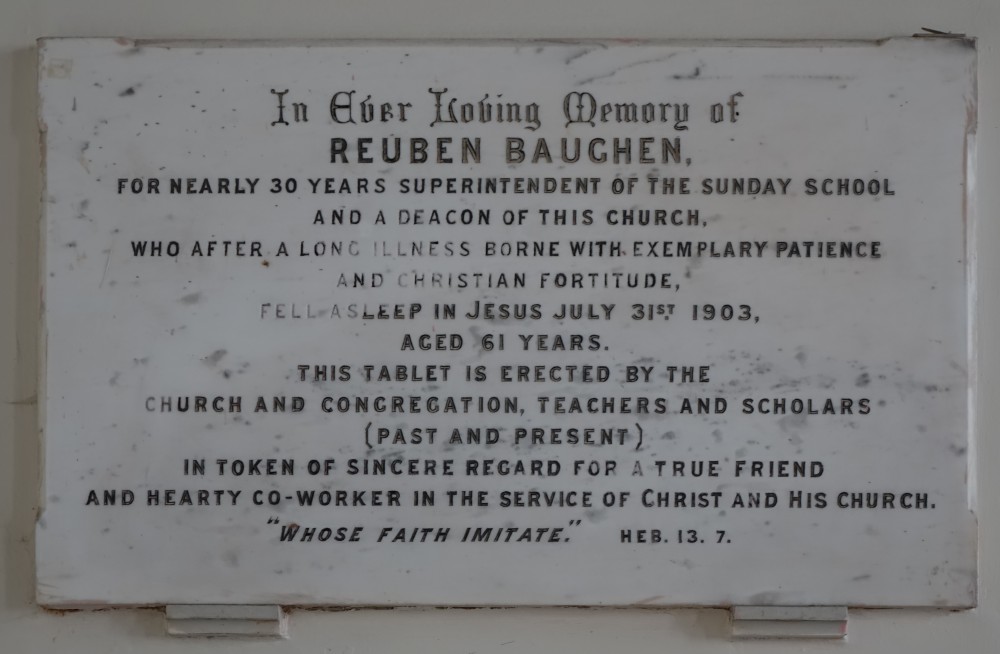 In Ever Loving Memory of
REUBEN BAUGHEN,
FOR NEARLY 30 YEARS SUPERINTENDENT OF THE SUNDAY SCHOOL
AND A DEACON OF THIS CHURCH,
WHO AFTER A LONG ILLNESS BORNE WITH EXEMPLARY PATIENCE
AND CHRISTIAN FORTITUDE,
FELL ASLEEP IN JESUS JULY 31ST 1903,
AGED 61 YEARS.
THIS TABLET IS ERECTED BY THE
CHURCH AND CONGREGATION, TEACHERS AND SCHOLARS
(PAST AND PRESENT)
IN TOKEN OF SINCERE REGARD FOR A TRUE FRIEND
AND HEARTY CO-WORKER IN THE SERVICE OF CHRIST AND HIS CHURCH.
"WHOSE FAITH IMITATE." HEB. 13. 7.